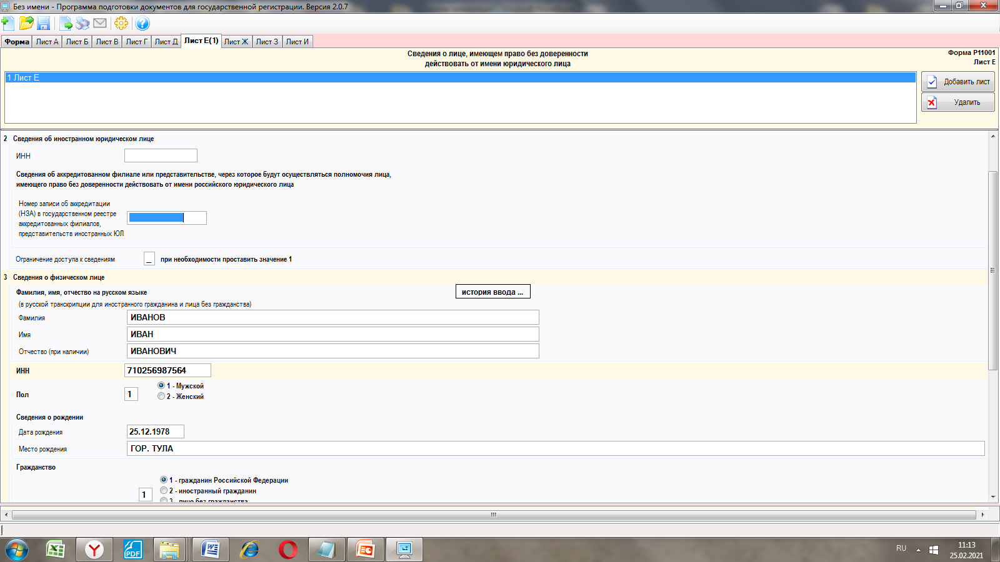 Без имени - Программа подготовки документов для государственной регистрации. Версия 2.0.7
Форма Лист А Лист Б Лист В Лист Г Лист Д Лист Е(1) Лист Ж Лист З Лист И
Сведения о лице, имеющем право без доверенности
действовать от имени юридического лица
Форма Р11001
Лист Е
1 Лист Е
Добавить лист
Удалить
2 Сведения об иностранном юридическом лице
ИНН
Сведения об аккредитованном филиале или представительстве, через которое будут осуществляться полномочия лица,
имеющего право без доверенности действовать от имени российского юридического лица
Номер записи об аккредитации
(НЗА) в государственном реестре
аккредитованных филиалов,
представительств иностранных ЮЛ
Ограничение доступа к сведениям _ при необходимости проставить значение 1
3 Сведения о физическом лице
Фамилия, имя, отчество на русском языке
история ввода ...
(в русской транскрипции для иностранного гражданина и лица без гражданства)
Фамилия ИВАНОВ
Имя ИВАН
Отчество (при наличии) ИВАНОВИЧ
ИНН 710256987564
Пол 1
1 - Мужской
2 - Женский
Сведения о рождении
Дата рождения 25.12.1978
Место рождения ГОР. ТУЛА
Гражданство
1
1 - гражданин Российской Федерации
2 - иностранный гражданин
3 - лицо без гражданства
PDF
RU
11:13
25.02.2021